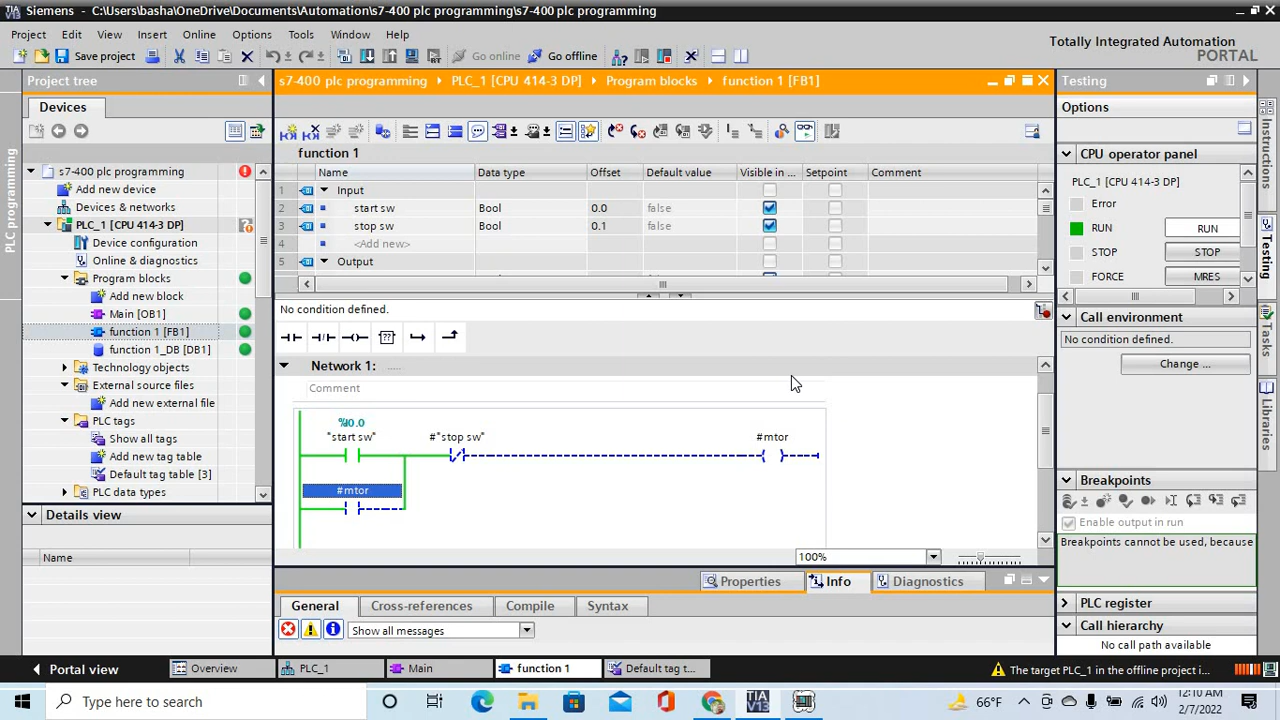 Siemens - C:\Users\basha\OneDrive\Documents\Automation\s7-400 plc programming\s7-400 plc programming
Project Edit View Insert Online Options Tools Window Help
Totally Integrated Automation
PORTAL
Save project Go online Go offline
Project tree
s7-400 plc programming PLC_1 [CPU 414-3 DP] Program blocks function 1 [FB1]
Testing
Devices
Options
PLC programming
function 1
CPU operator panel
Name Data type Offset Default value Visible in ... Setpoint Comment
1 Input
2 start sw Bool 0.0 false
3 stop sw Bool 0.1 false
4 <Add new>
5 Output
s7-400 plc programming
Add new device
Devices & networks
PLC_1 [CPU 414-3 DP]
Device configuration
Online & diagnostics
Program blocks
Add new block
Main [OB1]
function 1 [FB1]
function 1_DB [DB1]
Technology objects
External source files
Add new external file
PLC tags
Show all tags
Add new tag table
Default tag table [3]
PLC data types
Details view
Name
PLC_1 [CPU 414-3 DP]
Error
RUN RUN
STOP STOP
FORCE MRES
Call environment
No condition defined.
Change ...
Breakpoints
Enable output in run
Breakpoints cannot be used, because
PLC register
Call hierarchy
No call path available
Instructions
Testing
Tasks
Libraries
No condition defined.
??
Network 1: .....
Comment
%I0.0
"start sw" #"stop sw" #mtor
#mtor
100%
Properties Info Diagnostics
General Cross-references Compile Syntax
Show all messages
Portal view Overview PLC_1 Main function 1 Default tag t...
The target PLC_1 in the offline project i...
Type here to search
TIA
V13
66°F
12:10 AM
2/7/2022